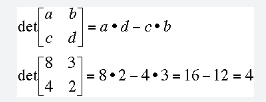 det[a b
c d] = a • d – c • b
det[8 3
4 2] = 8 • 2 – 4 • 3 = 16 – 12 = 4